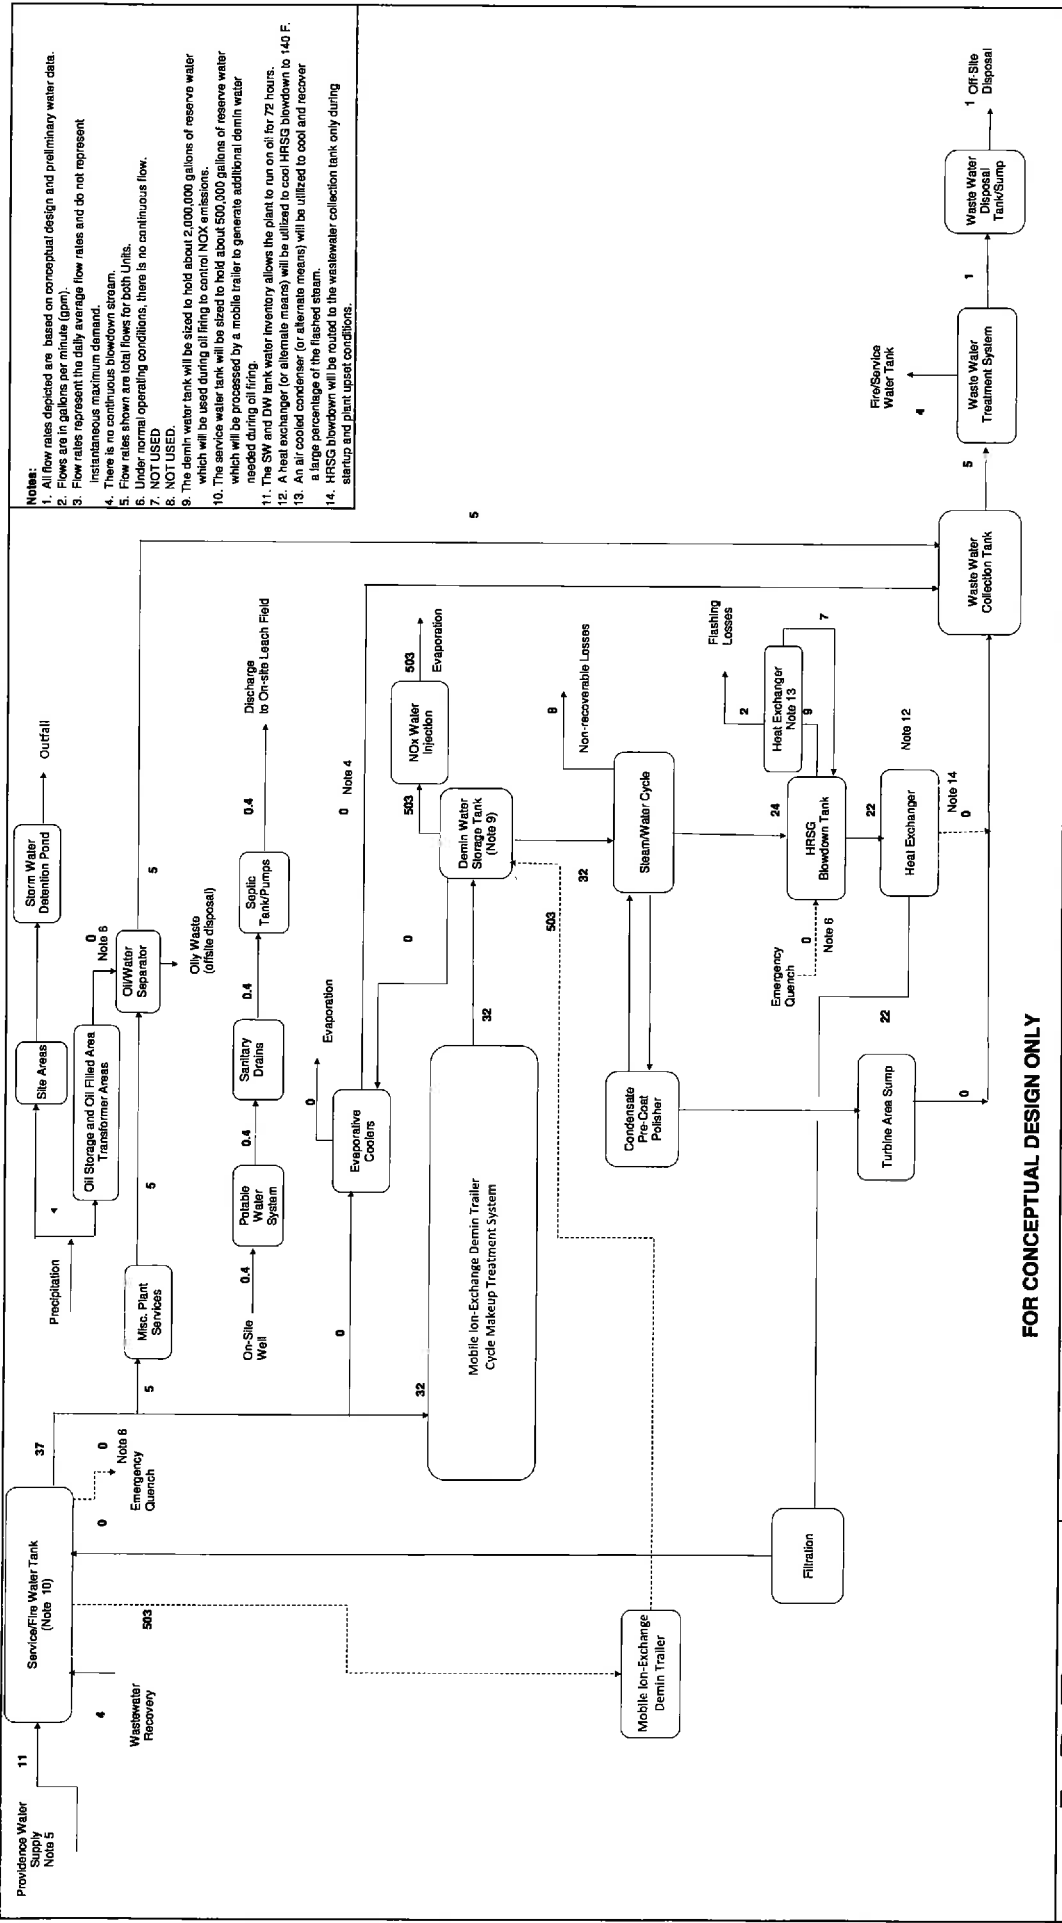 Notes:
1. All flow rates depicted are based on conceptual design and preliminary water data.
2. Flows are in gallons per minute (gpm).
3. Flow rates represent the daily average flow rates and do not represent
instantaneous maximum demand.
4. There is no continuous blowdown stream.
5. Flow rates shown are total flows for both Units.
6. Under normal operating conditions, there is no continuous flow.
7. NOT USED
8. NOT USED.
9. The demin water tank will be sized to hold about 2,000,000 gallons of reserve water
which will be used during oil firing to control NOX emissions.
10. The service water tank will be sized to hold about 500,000 gallons of reserve water
which will be processed by a mobile trailer to generate additional demin water
needed during oil firing.
11. The SW and DW tank water inventory allows the plant to run on oil for 72 hours.
12. A heat exchanger (or alternate means) will be utilized to cool HRSG blowdown to 140 F.
13. An air cooled condenser (or alternate means) will be utilized to cool and recover
a large percentage of the flashed steam.
14. HRSG blowdown will be routed to the wastewater collection tank only during
startup and plant upset conditions.
Providence Water
Supply
Note 5
11
Service/Fire Water Tank
(Note 10)
4
Wastewater
Recovery
503
0
37
0
Note 6
Emergency
Quench
5
Misc. Plant
Services
5
Precipitation
4
Site Areas
Storm Water
Detention Pond
Outfall
Oil Storage and Oil Filled Area
Transformer Areas
0
Note 6
Oil/Water
Separator
Oily Waste
(offsite disposal)
5
5
On-Site
Well
0.4
Potable
Water
System
0.4
Sanitary
Drains
0.4
Septic
Tank/Pumps
0.4
Discharge
to On-site Leach Field
0
Evaporative
Coolers
0
Evaporation
0
Note 4
0
32
Mobile Ion-Exchange Demin Trailer
Cycle Makeup Treatment System
32
Demin Water
Storage Tank
(Note 9)
503
NOx Water
Injection
503
Evaporation
503
32
Mobile Ion-Exchange
Demin Trailer
Condensate
Pre-Coat
Polisher
Steam/Water Cycle
8
Non-recoverable Losses
24
Emergency
Quench
0
Note 6
HRSG
Blowdown Tank
9
Heat Exchanger
Note 13
2
Flashing
Losses
7
22
Heat Exchanger
Note 12
0
Note 14
22
Filtration
Turbine Area Sump
0
Waste Water
Collection Tank
5
Waste Water
Treatment System
4
Fire/Service
Water Tank
1
Waste Water
Disposal
Tank/Sump
1
Off-Site
Disposal
FOR CONCEPTUAL DESIGN ONLY